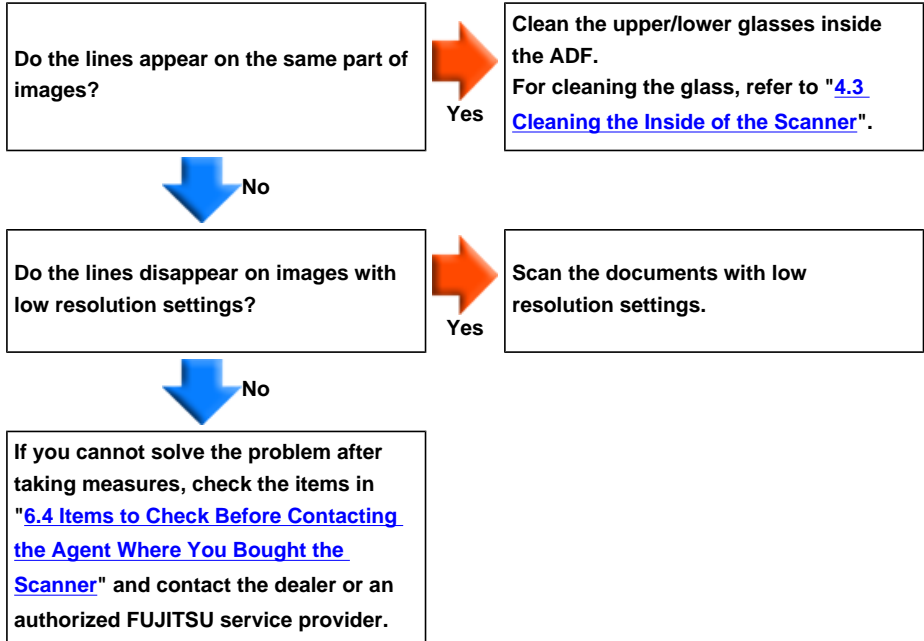 Do the lines appear on the same part of
images?
Yes
Clean the upper/lower glasses inside
the ADF.
For cleaning the glass, refer to "4.3
Cleaning the Inside of the Scanner".
No
Do the lines disappear on images with
low resolution settings?
Yes
Scan the documents with low
resolution settings.
No
If you cannot solve the problem after
taking measures, check the items in
"6.4 Items to Check Before Contacting
the Agent Where You Bought the
Scanner" and contact the dealer or an
authorized FUJITSU service provider.